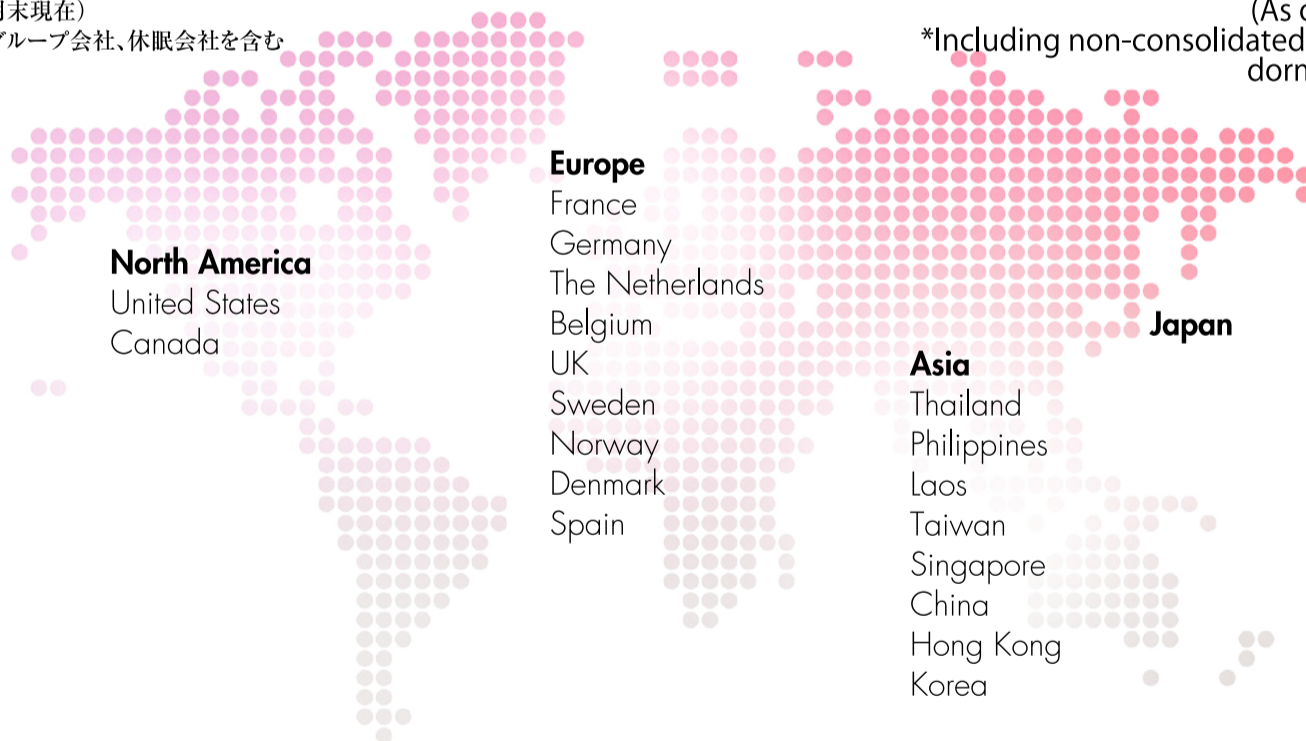 月末現在）
グループ会社、休眠会社を含む
(As
*Including non-consolidated
North America
United States
Canada
Europe
France
Germany
The Netherlands
Belgium
UK
Sweden
Norway
Denmark
Spain
Japan
Asia
Thailand
Philippines
Laos
Taiwan
Singapore
China
Hong Kong
Korea